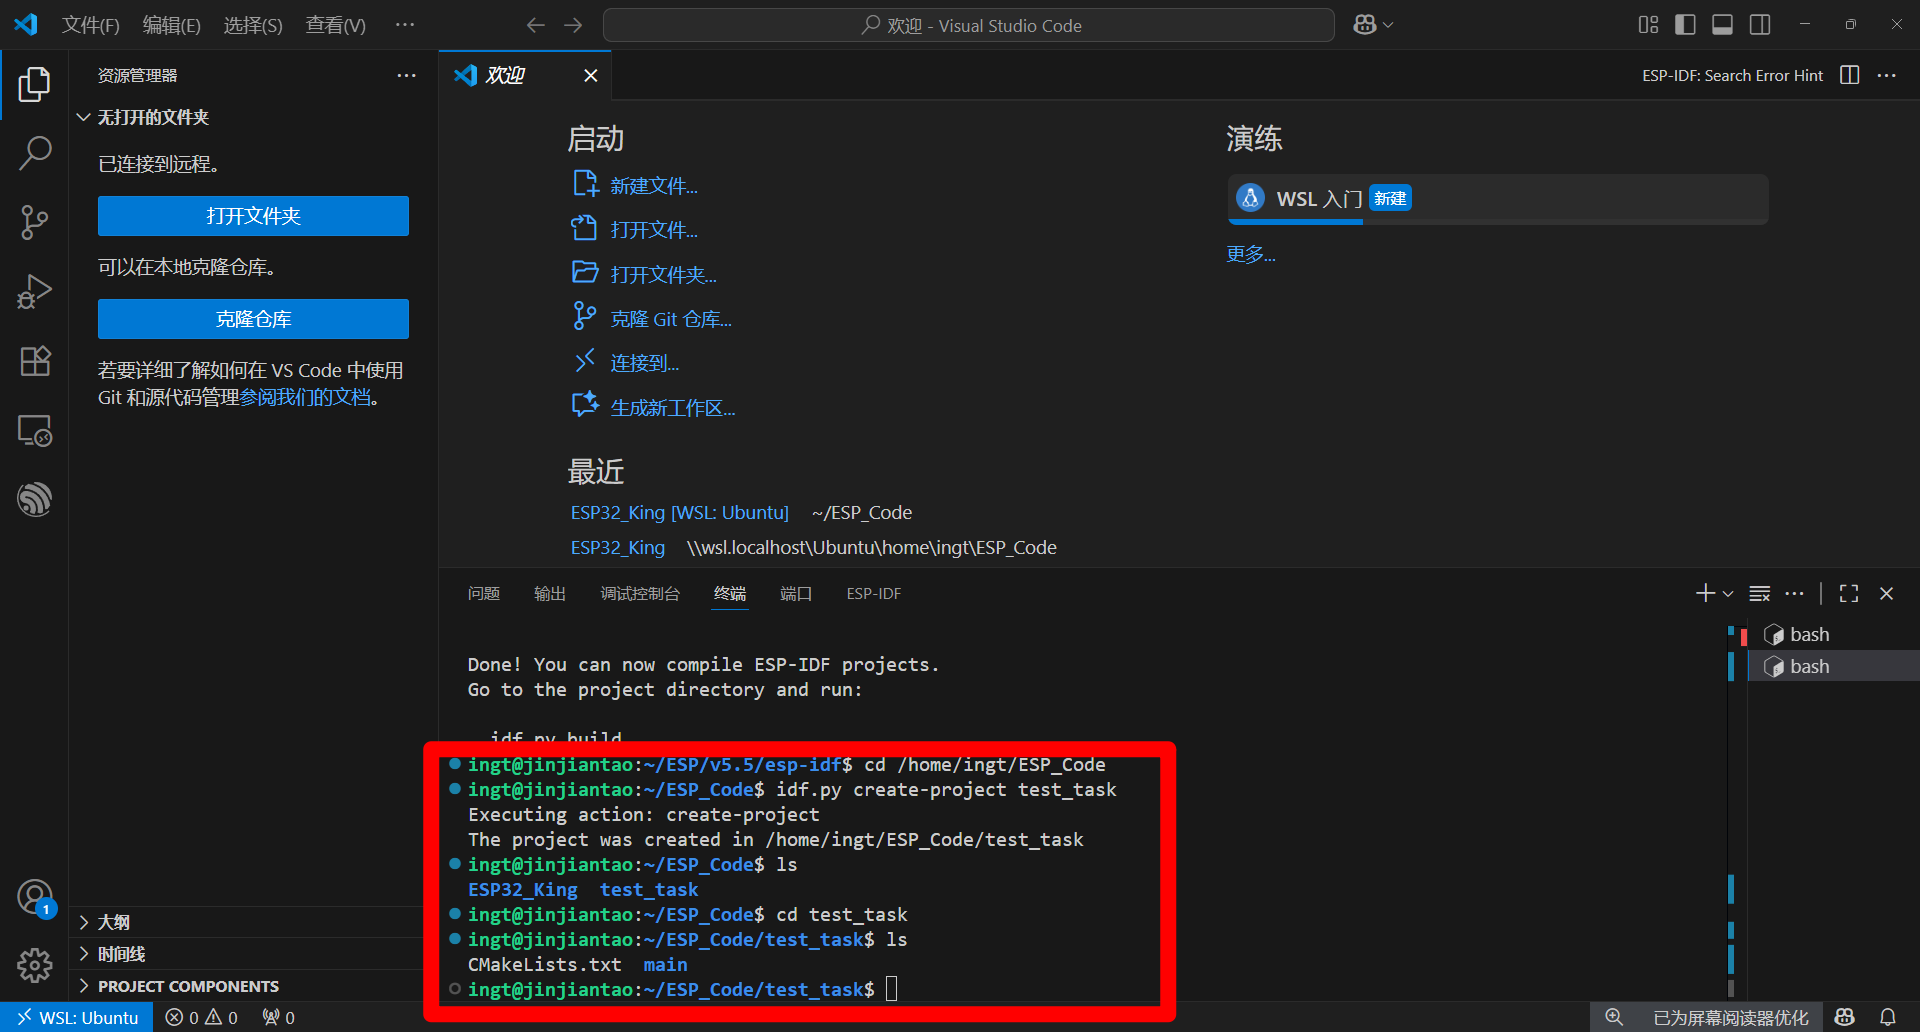 文件(F) 编辑(E) 选择(S) 查看(V) ···
欢迎 - Visual Studio Code
资源管理器
无打开的文件夹
已连接到远程。
打开文件夹
可以在本地克隆仓库。
克隆仓库
若要详细了解如何在 VS Code 中使用
Git 和源代码管理参阅我们的文档。
1
大纲
时间线
PROJECT COMPONENTS
欢迎
ESP-IDF: Search Error Hint
启动
新建文件...
打开文件...
打开文件夹...
克隆 Git 仓库...
连接到...
生成新工作区...
最近
ESP32_King [WSL: Ubuntu] ~/ESP_Code
ESP32_King \\wsl.localhost\Ubuntu\home\ingt\ESP_Code
演练
WSL 入门 新建
更多...
问题 输出 调试控制台 终端 端口 ESP-IDF
bash
bash
Done! You can now compile ESP-IDF projects.
Go to the project directory and run:
idf.py build
ingt@jinjiantao:~/ESP/v5.5/esp-idf$ cd /home/ingt/ESP_Code
ingt@jinjiantao:~/ESP_Code$ idf.py create-project test_task
Executing action: create-project
The project was created in /home/ingt/ESP_Code/test_task
ingt@jinjiantao:~/ESP_Code$ ls
ESP32_King test_task
ingt@jinjiantao:~/ESP_Code$ cd test_task
ingt@jinjiantao:~/ESP_Code/test_task$ ls
CMakeLists.txt main
ingt@jinjiantao:~/ESP_Code/test_task$
WSL: Ubuntu 0 0 0
已为屏幕阅读器优化